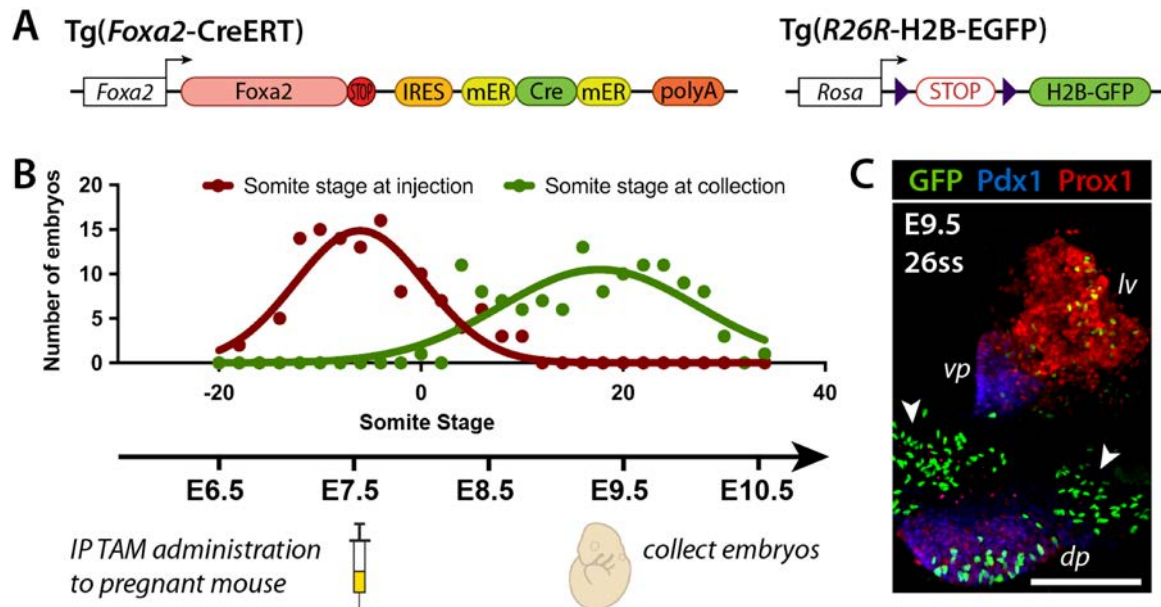 A
Tg(Foxa2-CreERT)
Tg(R26R-H2B-EGFP)
Foxa2
Foxa2
STOP
IRES
mER
Cre
mER
polyA
Rosa
STOP
H2B-GFP
B
Somite stage at injection
Somite stage at collection
Number of embryos
20
15
10
5
0
-20
0
20
40
Somite Stage
E6.5
E7.5
E8.5
E9.5
E10.5
IP TAM administration
to pregnant mouse
collect embryos
C
GFP Pdx1 Prox1
E9.5
26ss
lv
vp
dp